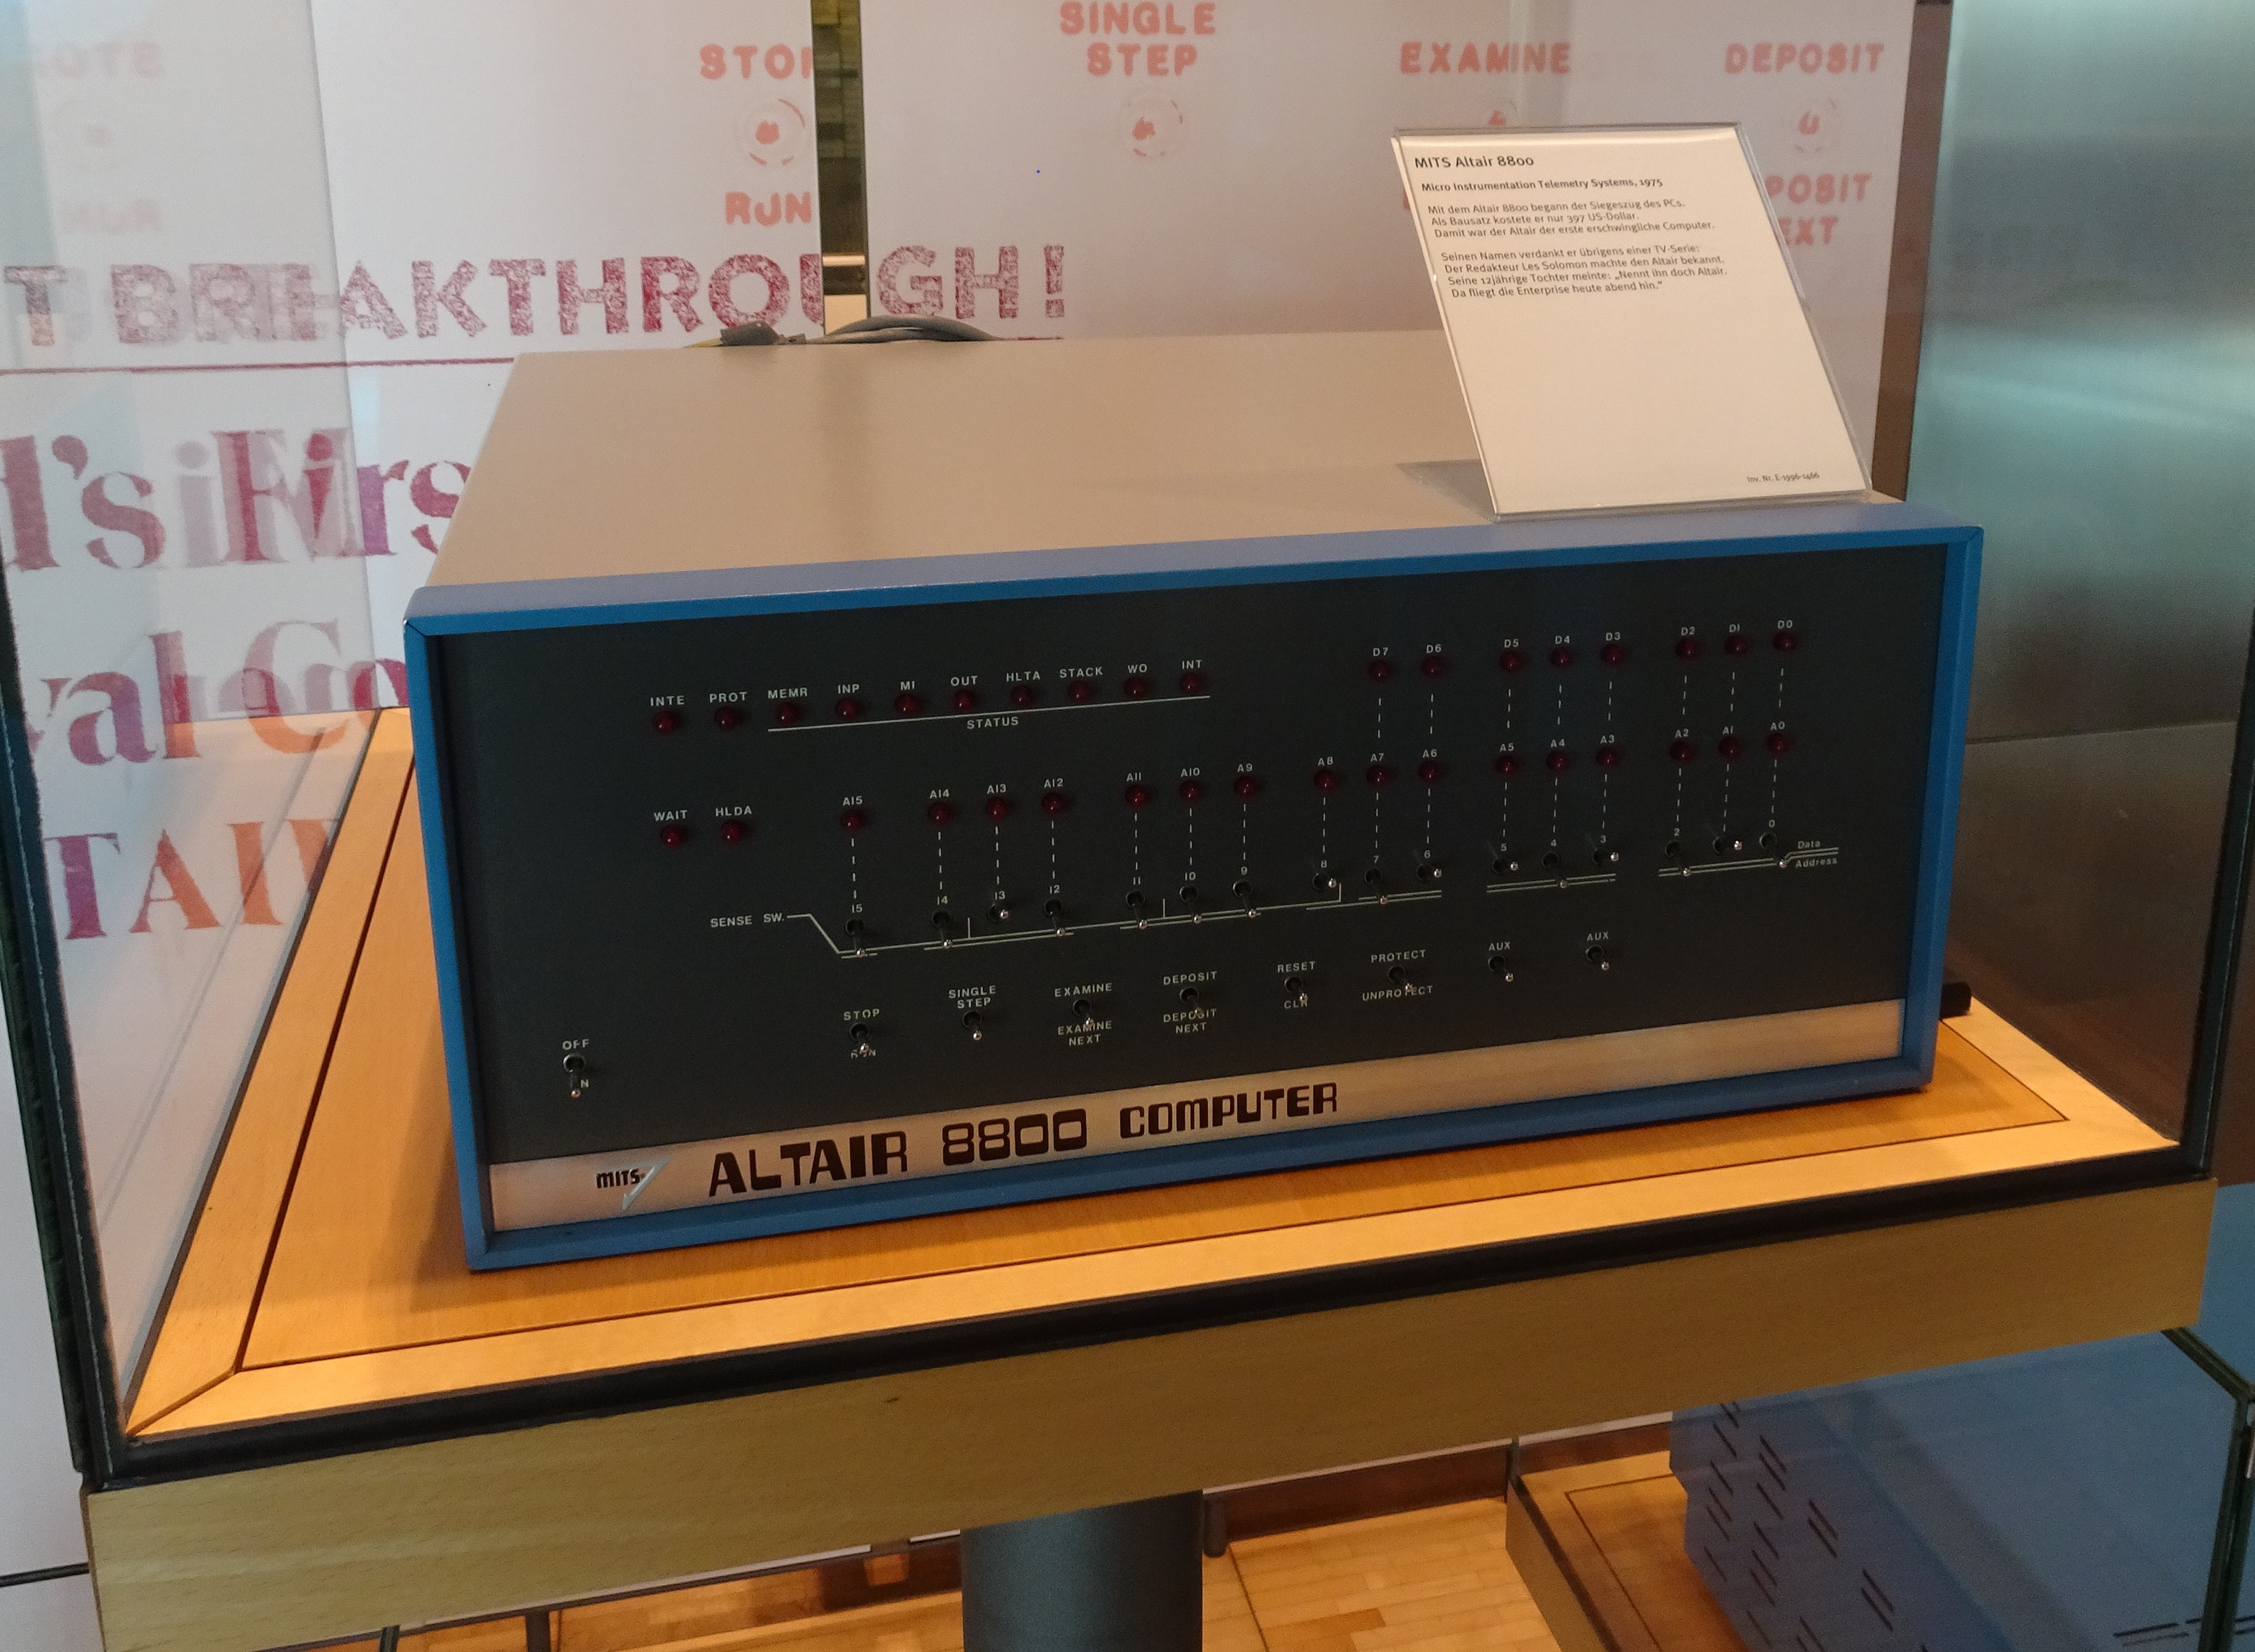 STOP
SINGLE
STEP
EXAMINE
DEPOSIT
RUN
T BREAKTHROUGH!
MITS Altair 8800
Micro Instrumentation Telemetry Systems, 1975
Mit dem Altair 8800 begann der Siegeszug des PCs.
Als Bausatz kostete er nur 397 US-Dollar.
Damit war der Altair der erste erschwingliche Computer.
Seinen Namen verdankt er übrigens einer TV-Serie:
Der Redakteur Les Solomon machte den Altair bekannt.
Seine 12jährige Tochter meinte: „Nennt ihn doch Altair.
Da fliegt die Enterprise heute abend hin."
Inv. Nr. E-1996-1466
POSIT
EXT
INTE PROT MEMR INP MI OUT HLTA STACK WO INT
STATUS
D7 D6 D5 D4 D3 D2 D1 D0
WAIT HLDA A15 A14 A13 A12 A11 A10 A9 A8 A7 A6 A5 A4 A3 A2 A1 A0
SENSE SW. 15 14 13 12 11 10 9 8 7 6 5 4 3 2 0
Data
Address
OFF
STOP
RUN
SINGLE
STEP
EXAMINE
EXAMINE
NEXT
DEPOSIT
DEPOSIT
NEXT
RESET
CLR
PROTECT
UNPROTECT
AUX
AUX
mITS ALTAIR 8800 COMPUTER